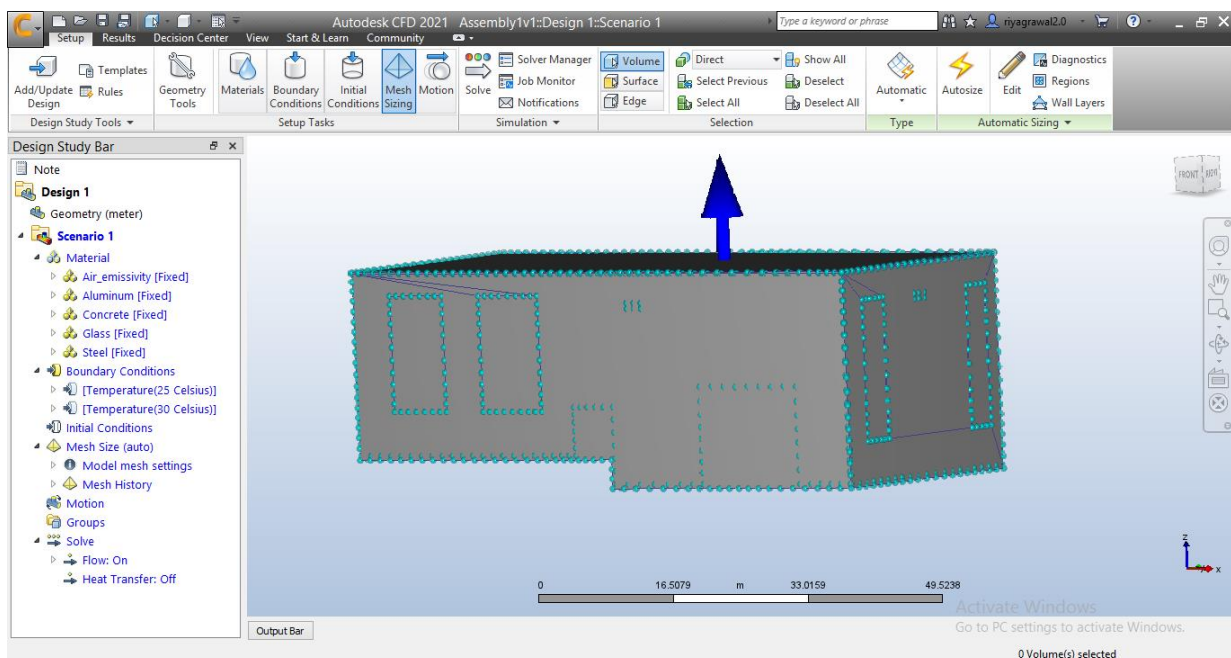 Autodesk CFD 2021 Assembly1v1::Design 1::Scenario 1
Type a keyword or phrase
riyagrawal2.0
Setup Results Decision Center View Start & Learn Community
Add/Update Design
Templates
Rules
Geometry Tools
Materials
Boundary Conditions
Initial Conditions
Mesh Sizing
Motion
Solve
Solver Manager
Job Monitor
Notifications
Volume
Surface
Edge
Direct
Select Previous
Select All
Show All
Deselect
Deselect All
Automatic
Autosize
Edit
Diagnostics
Regions
Wall Layers
Design Study Tools
Setup Tasks
Simulation
Selection
Type
Automatic Sizing
Design Study Bar
Note
Design 1
Geometry (meter)
Scenario 1
Material
Air_emissivity [Fixed]
Aluminum [Fixed]
Concrete [Fixed]
Glass [Fixed]
Steel [Fixed]
Boundary Conditions
[Temperature(25 Celsius)]
[Temperature(30 Celsius)]
Initial Conditions
Mesh Size (auto)
Model mesh settings
Mesh History
Motion
Groups
Solve
Flow: On
Heat Transfer: Off
FRONT
z
x
0 16.5079 m 33.0159 49.5238
Activate Windows
Go to PC settings to activate Windows.
Output Bar
0 Volume(s) selected